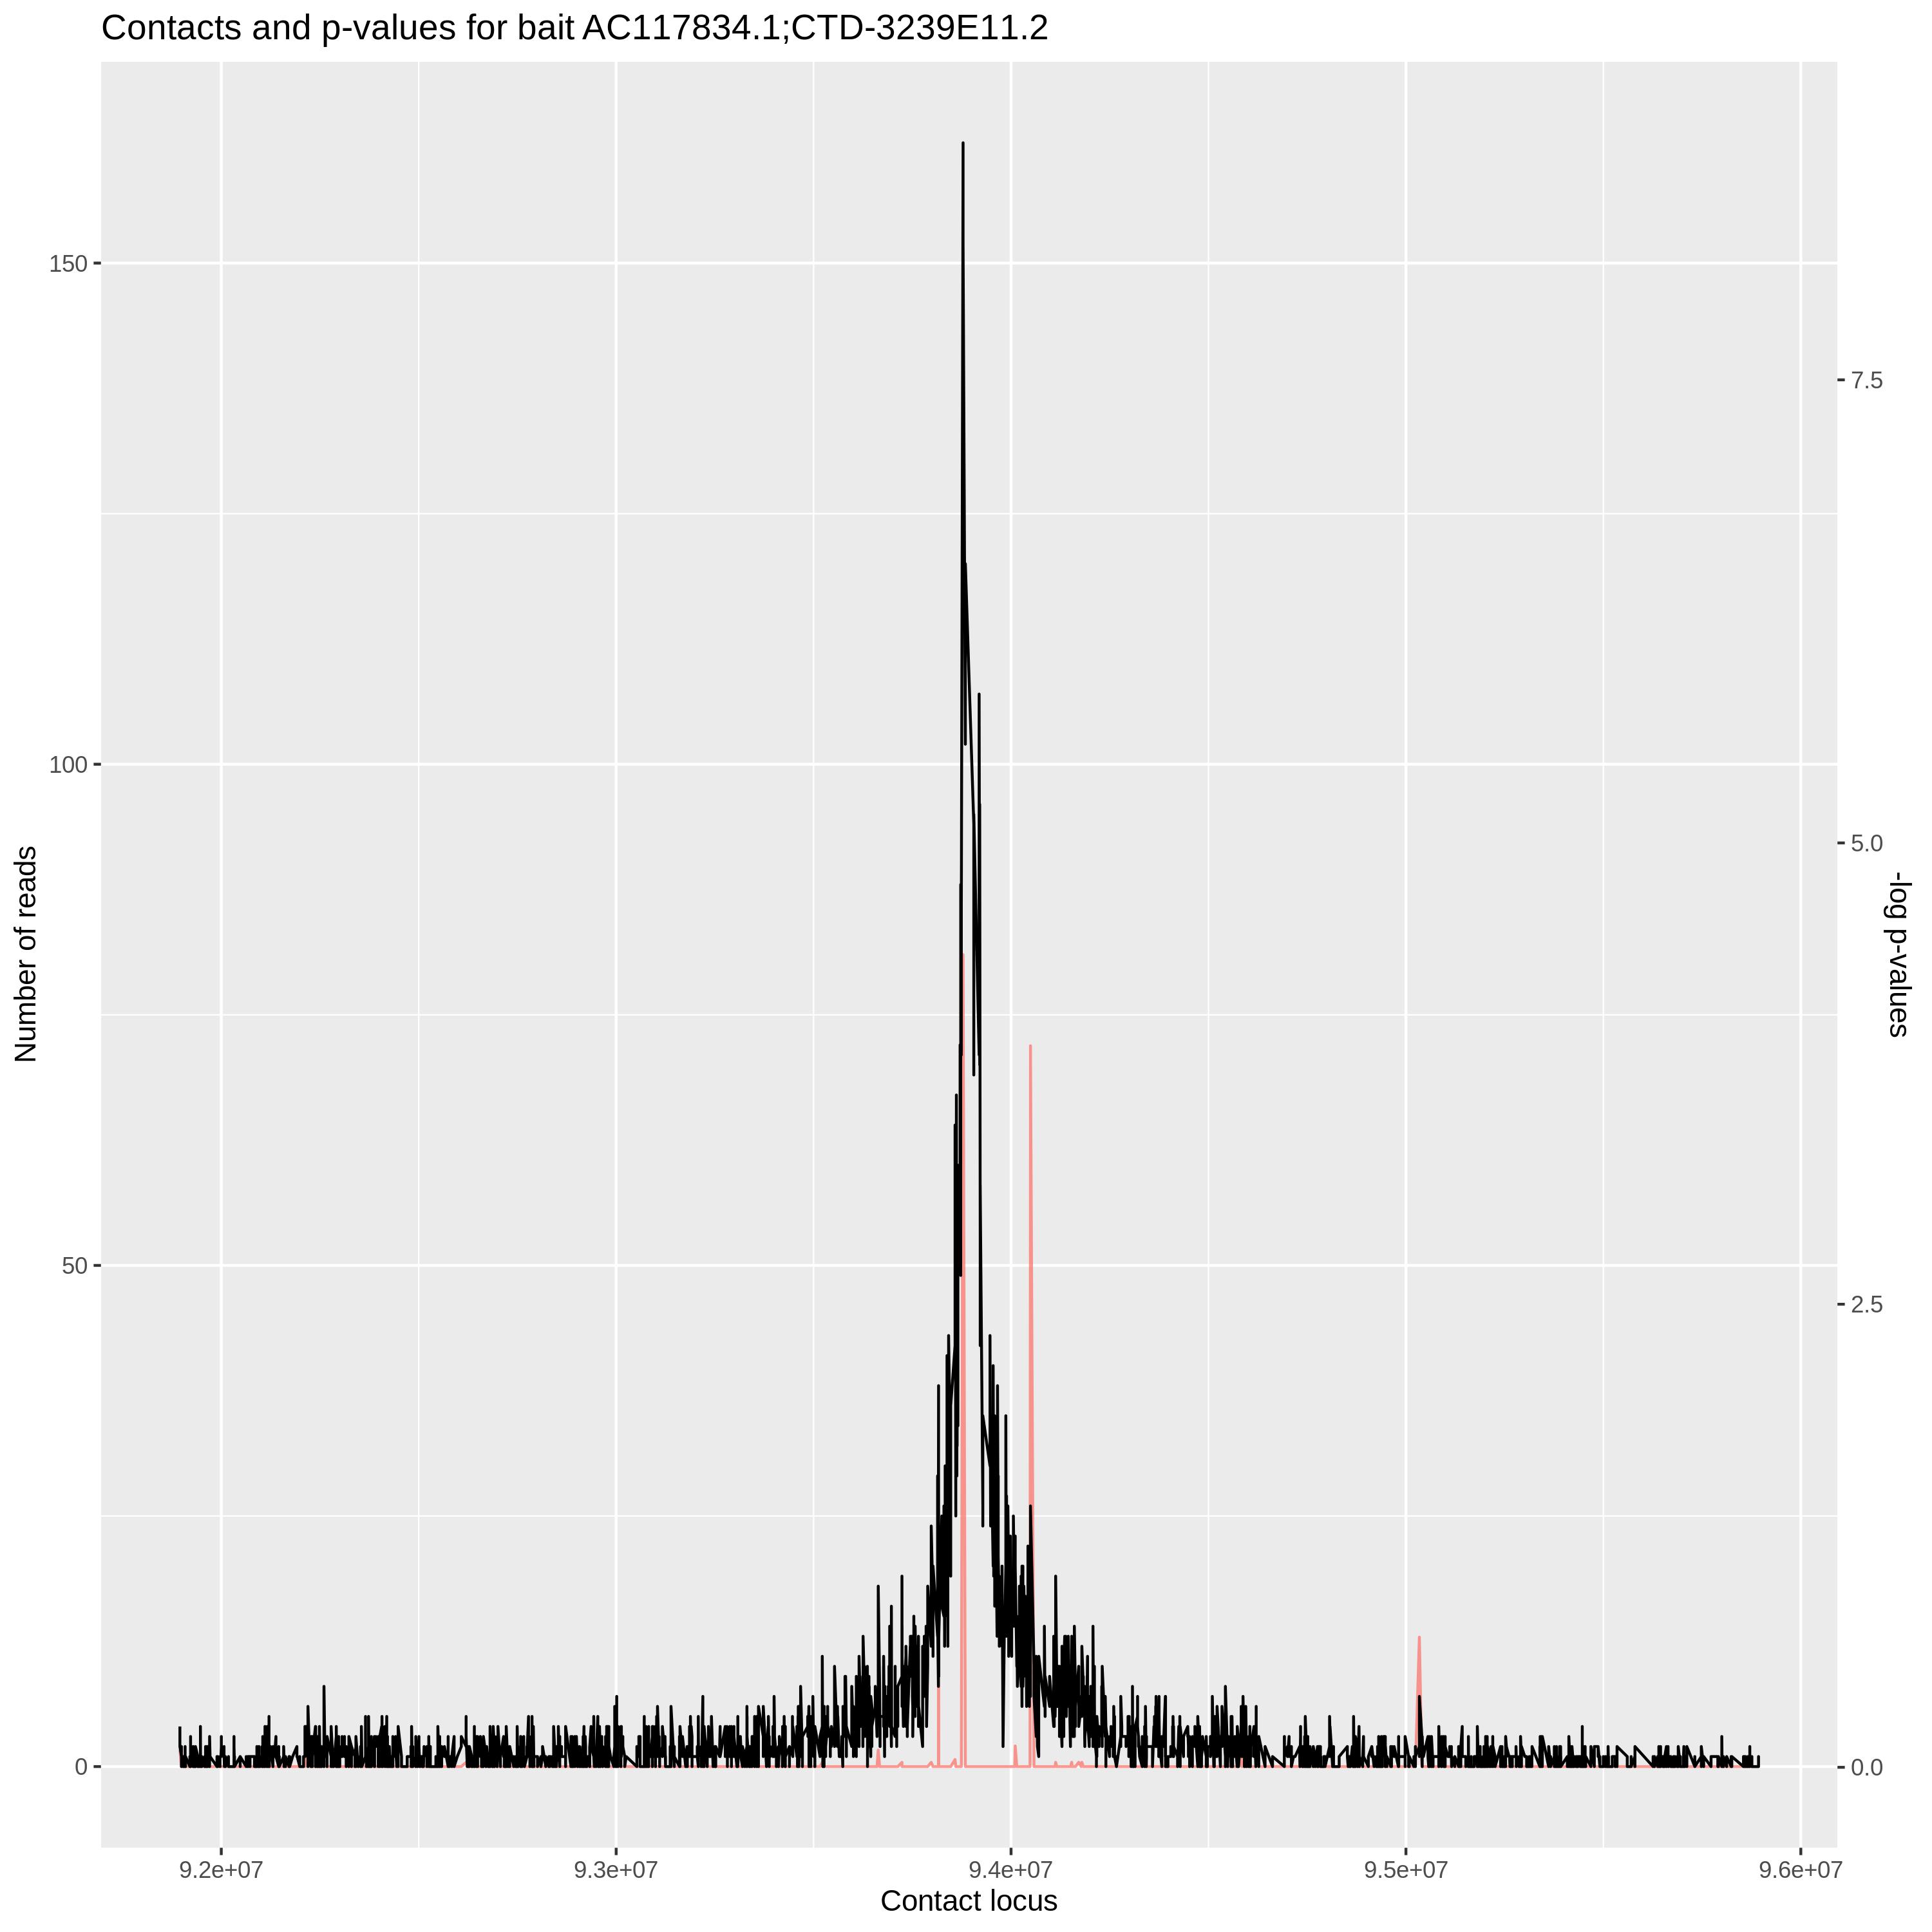 Contacts and p-values for bait AC117834.1;CTD-3239E11.2
150
100
50
0
Number of reads
7.5
5.0
2.5
0.0
-log p-values
9.2e+07 9.3e+07 9.4e+07 9.5e+07 9.6e+07
Contact locus